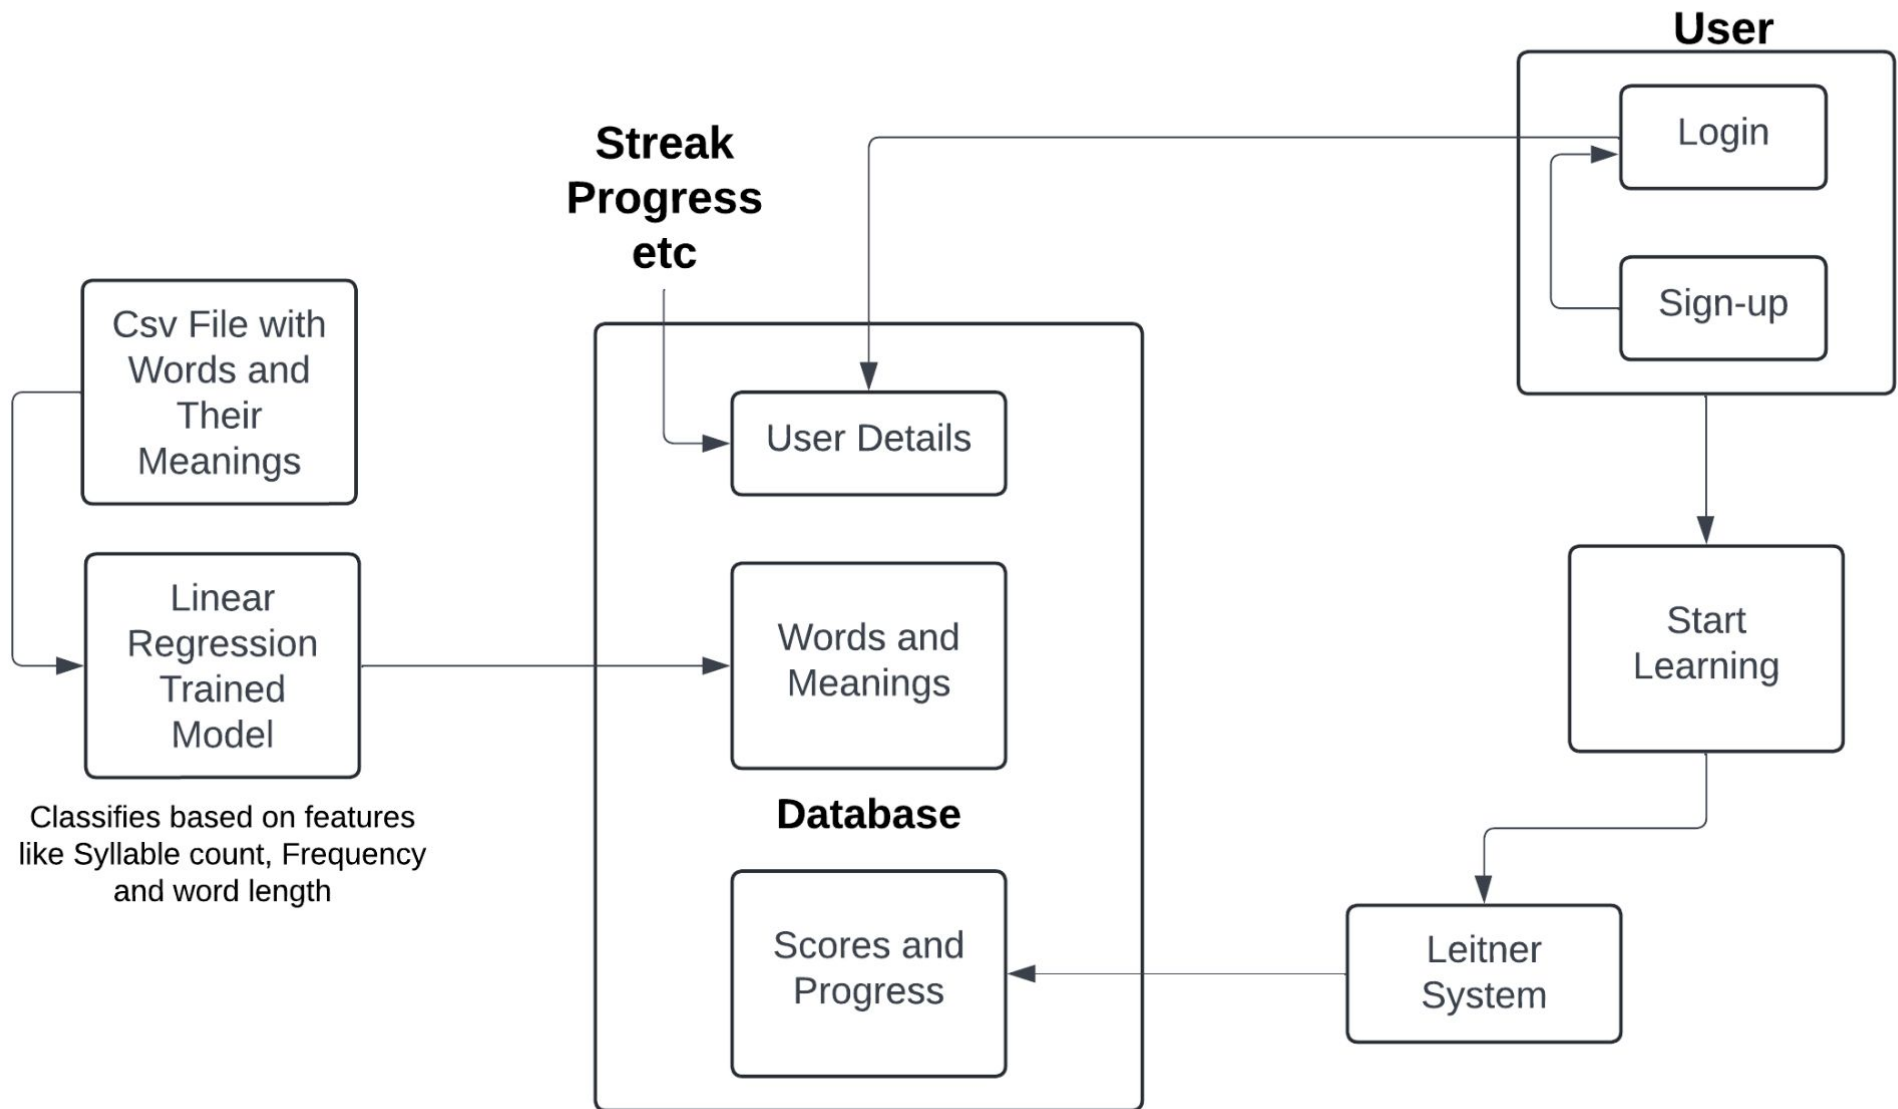 User
Login
Sign-up
Streak
Progress
etc
Csv File with
Words and
Their
Meanings
User Details
Linear
Regression
Trained
Model
Words and
Meanings
Start
Learning
Classifies based on features
like Syllable count, Frequency
and word length
Database
Scores and
Progress
Leitner
System